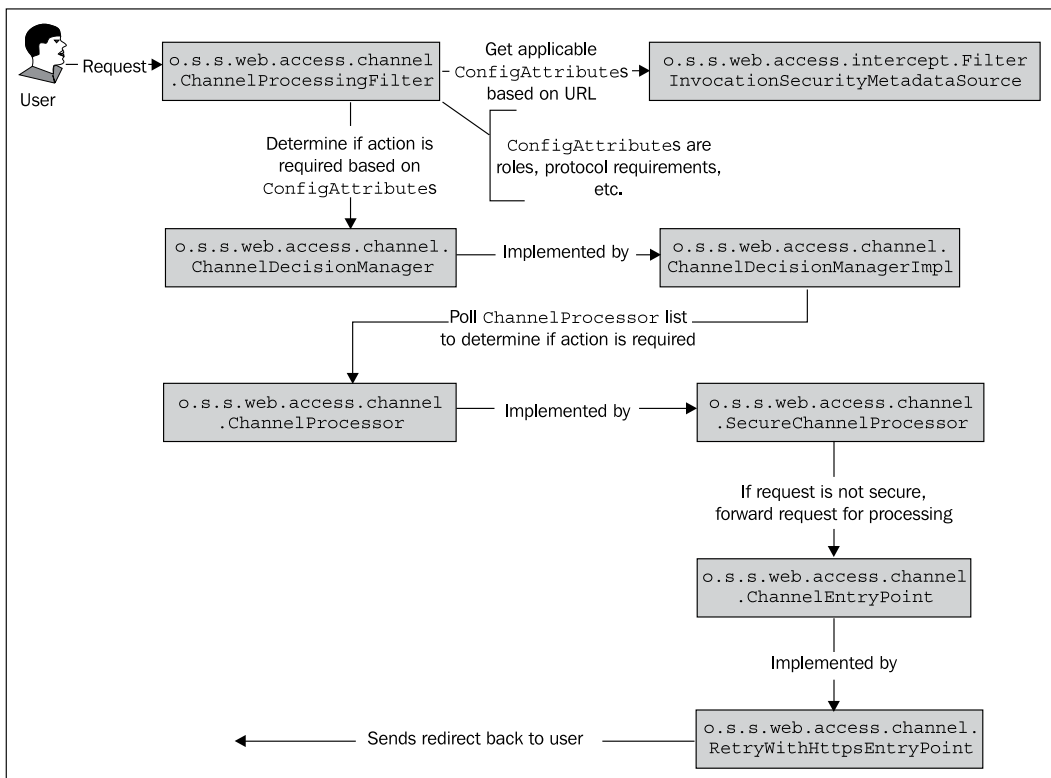 User
Request
o.s.s.web.access.channel
.ChannelProcessingFilter
Get applicable
ConfigAttributes
based on URL
o.s.s.web.access.intercept.Filter
InvocationSecurityMetadataSource
Determine if action is
required based on
ConfigAttributes
ConfigAttributes are
roles, protocol requirements,
etc.
o.s.s.web.access.channel.
ChannelDecisionManager
Implemented by
o.s.s.web.access.channel.
ChannelDecisionManagerImpl
Poll ChannelProcessor list
to determine if action is required
o.s.s.web.access.channel
.ChannelProcessor
Implemented by
o.s.s.web.access.channel
.SecureChannelProcessor
If request is not secure,
forward request for processing
o.s.s.web.access.channel
.ChannelEntryPoint
Implemented by
o.s.s.web.access.channel.
RetryWithHttpsEntryPoint
Sends redirect back to user